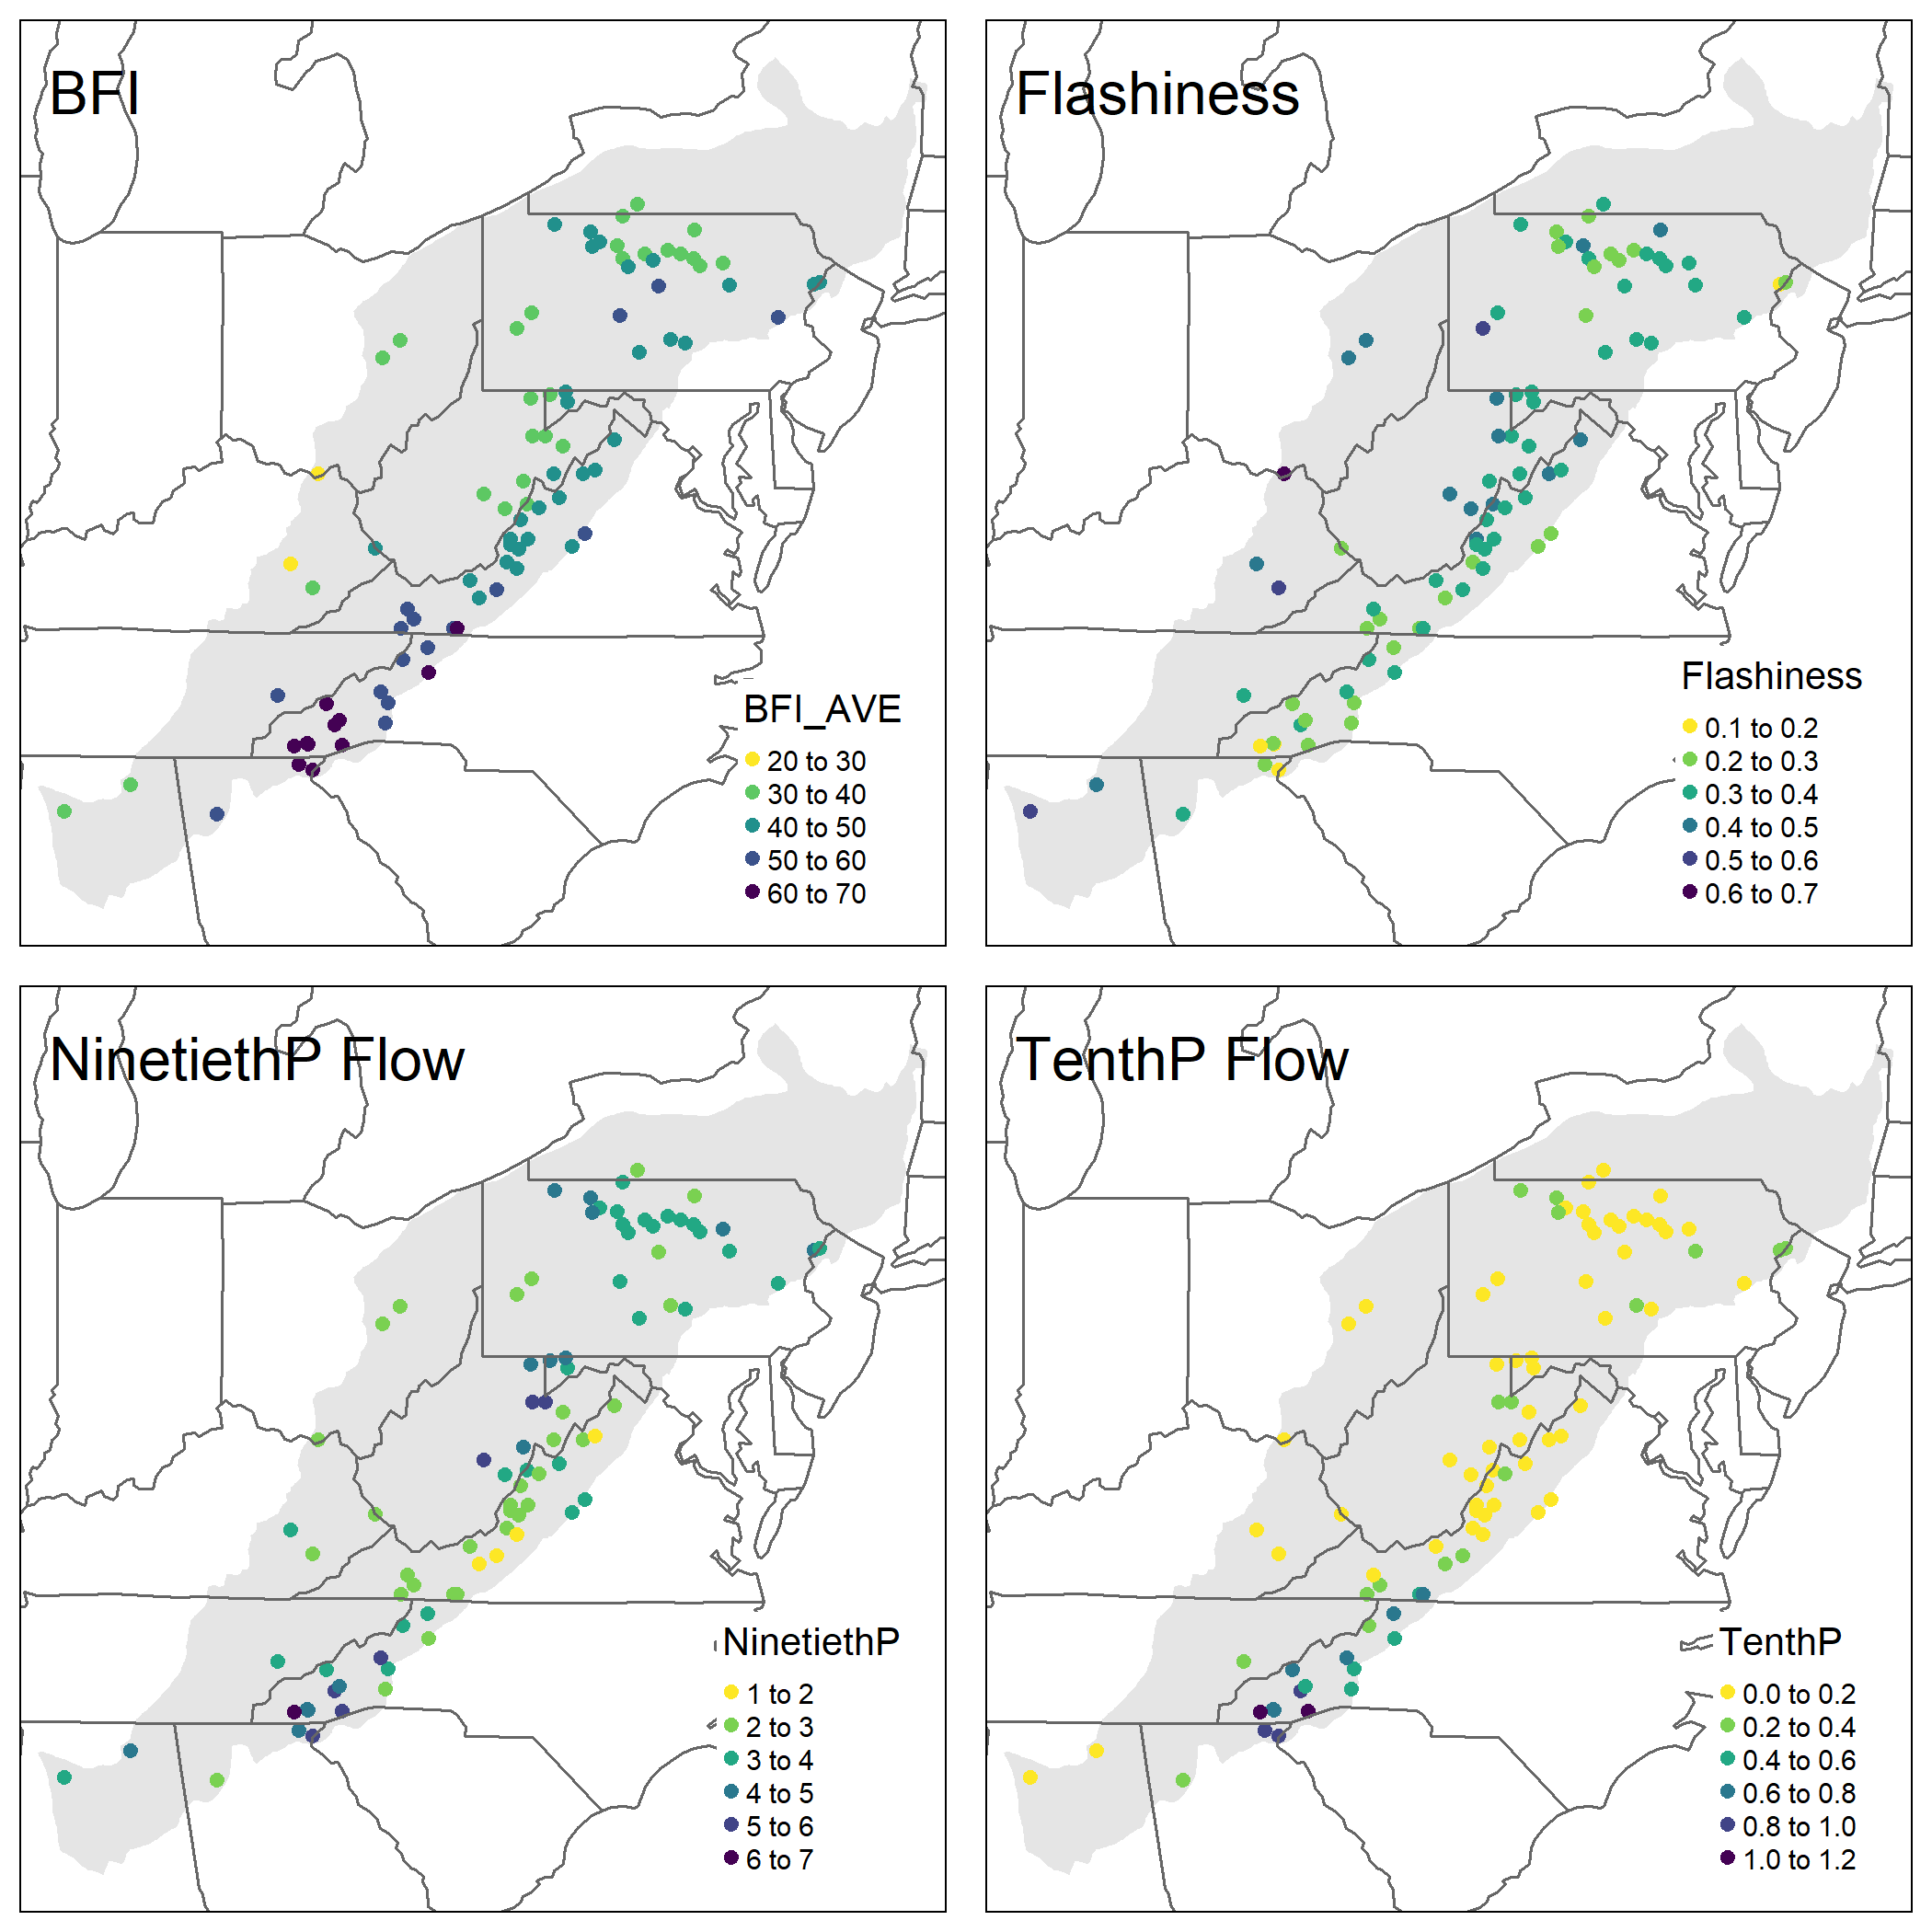 BFI
BFI_AVE
20 to 30
30 to 40
40 to 50
50 to 60
60 to 70
Flashiness
Flashiness
0.1 to 0.2
0.2 to 0.3
0.3 to 0.4
0.4 to 0.5
0.5 to 0.6
0.6 to 0.7
NinetiethP Flow
NinetiethP
1 to 2
2 to 3
3 to 4
4 to 5
5 to 6
6 to 7
TenthP Flow
TenthP
0.0 to 0.2
0.2 to 0.4
0.4 to 0.6
0.6 to 0.8
0.8 to 1.0
1.0 to 1.2